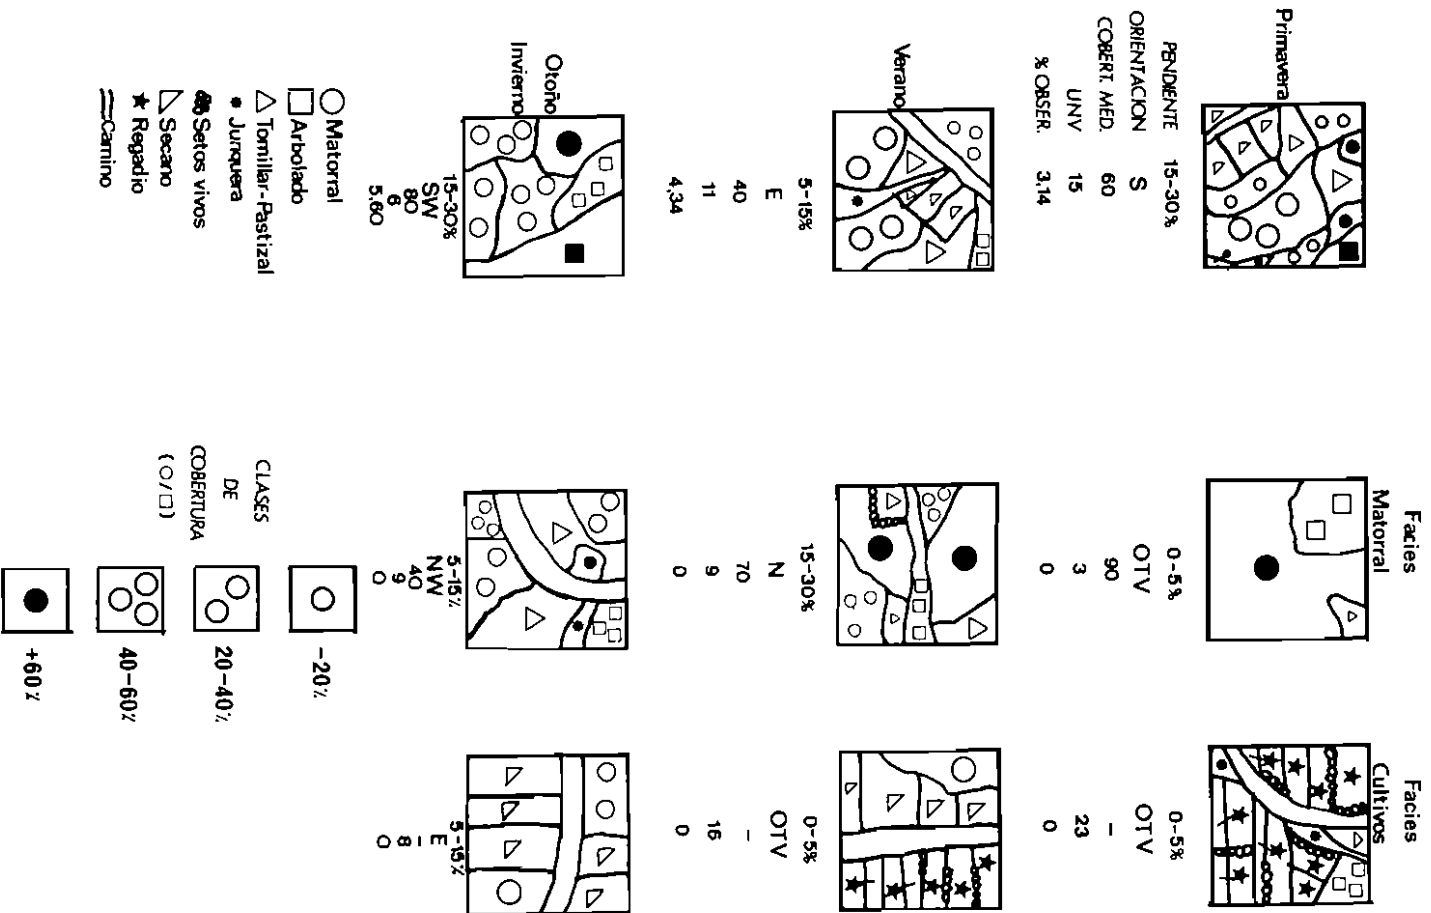 Facies
Matorral
Facies
Cultivos
Primavera
PENDIENTE 15-30% 0-5% 0-5%
ORIENTACION S OTV OTV
COBERT. MED. 60 90 -
UNV 15 3 23
% OBSER. 3.14 0 0
Verano
5-15% 15-30% 0-5%
E N OTV
40 70 -
11 9 16
4,34 0 0
Otoño
Invierno
15-30% 5-15% 5-15%
SW NW E
80 40 -
6 9 8
5,60 0 0
Matorral
Arbolado
Tomillar-Pastizal
Junquera
Setos vivos
Secano
Regadio
Camino
CLASES
DE
COBERTURA
(O/□)
-20%
20-40%
40-60%
+60%